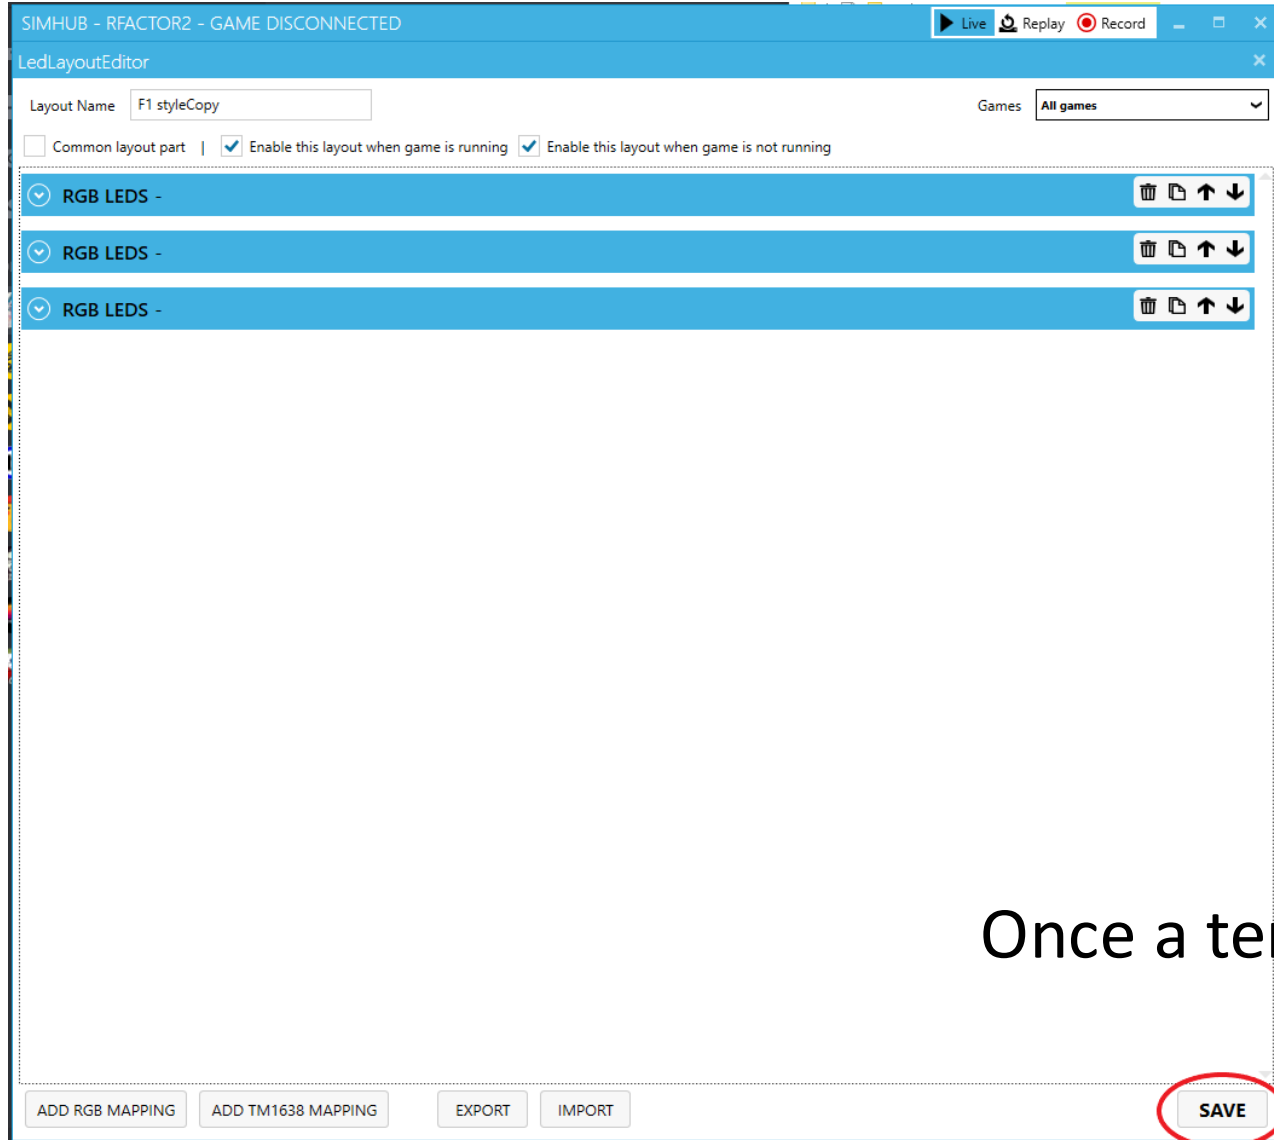 SIMHUB - RFACTOR2 - GAME DISCONNECTED Live Replay Record
LedLayoutEditor
Layout Name F1 styleCopy Games All games
Common layout part | Enable this layout when game is running Enable this layout when game is not running
RGB LEDS -
RGB LEDS -
RGB LEDS -
Once a
ADD RGB MAPPING ADD TM1638 MAPPING EXPORT IMPORT SAVE